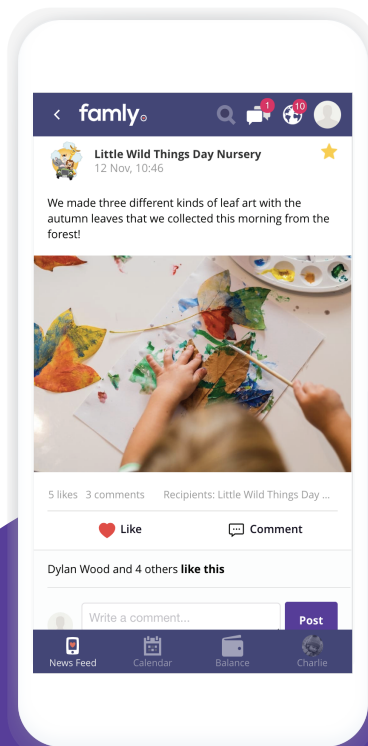 famly
1
10
Little Wild Things Day Nursery
12 Nov, 10:46
We made three different kinds of leaf art with the
autumn leaves that we collected this morning from the
forest!
5 likes 3 comments Recipients: Little Wild Things Day ...
Like Comment
Dylan Wood and 4 others like this
Write a comment... Post
News Feed Calendar Balance Charlie